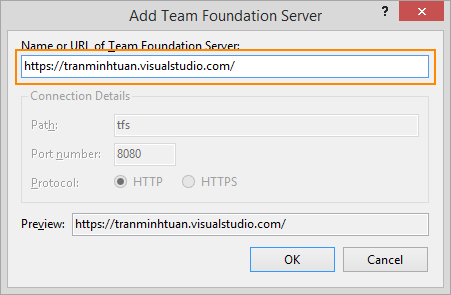 Add Team Foundation Server
Name or URL of Team Foundation Server:
https://tranminhtuan.visualstudio.com/
Connection Details
Path: tfs
Port number: 8080
Protocol: HTTP HTTPS
Preview: https://tranminhtuan.visualstudio.com/
OK Cancel